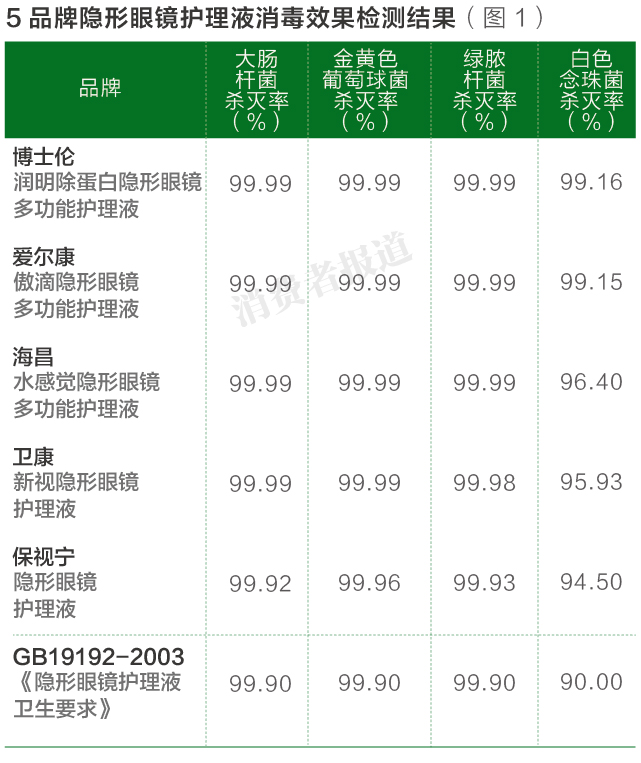 5品牌隐形眼镜护理液消毒效果检测结果（图1）
品牌
大肠
杆菌
杀灭率
（%）
金黄色
葡萄球菌
杀灭率
（%）
绿脓
杆菌
杀灭率
（%）
白色
念珠菌
杀灭率
（%）
博士伦
润明除蛋白隐形眼镜
多功能护理液
99.99 99.99 99.99 99.16
爱尔康
傲滴隐形眼镜
多功能护理液
99.99 99.99 99.99 99.15
海昌
水感觉隐形眼镜
多功能护理液
99.99 99.99 99.99 96.40
卫康
新视隐形眼镜
护理液
99.99 99.99 99.98 95.93
保视宁
隐形眼镜
护理液
99.92 99.96 99.93 94.50
GB19192-2003
《隐形眼镜护理液
卫生要求》
99.90 99.90 99.90 90.00
消费者报道